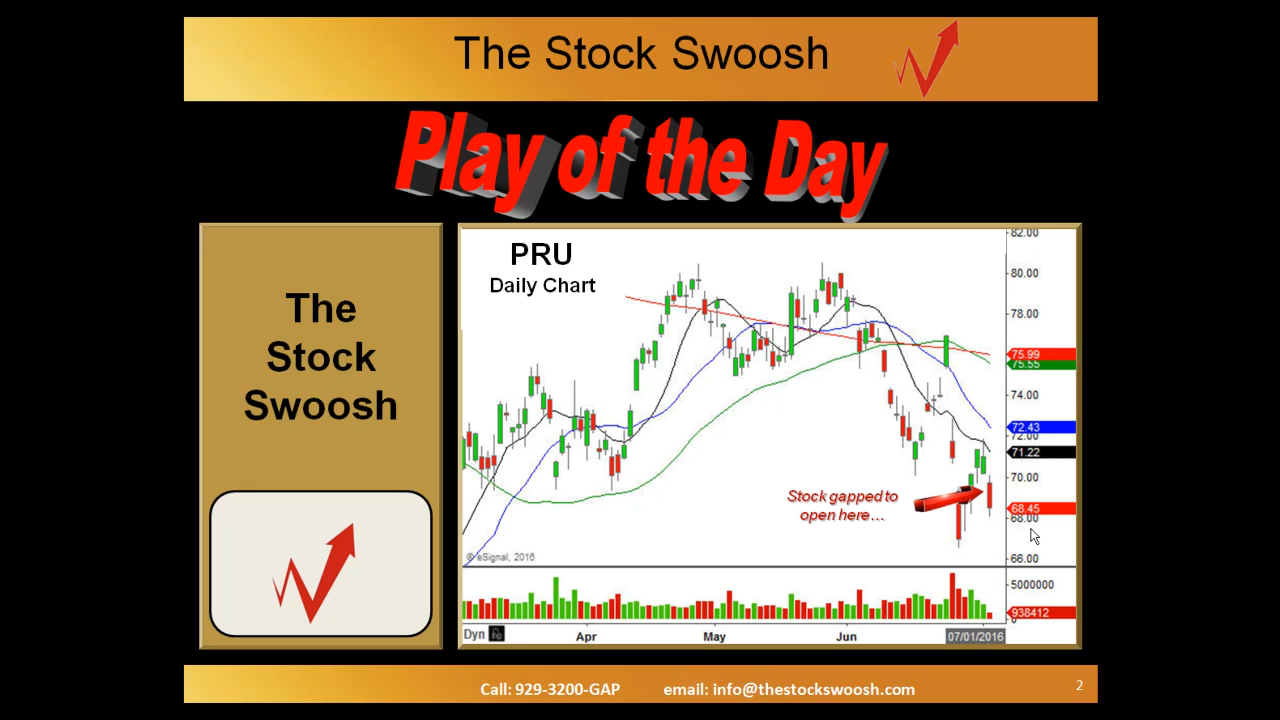 The Stock Swoosh
Play of the Day
The
Stock
Swoosh
PRU
Daily Chart
82.00
80.00
78.00
75.99
75.55
74.00
72.43
72.00
71.22
70.00
68.45
68.00
66.00
Stock gapped to
open here...
© eSignal, 2016
5000000
938412
0
Dyn
Apr
May
Jun
07/01/2016
Call: 929-3200-GAP
email: info@thestockswoosh.com
2